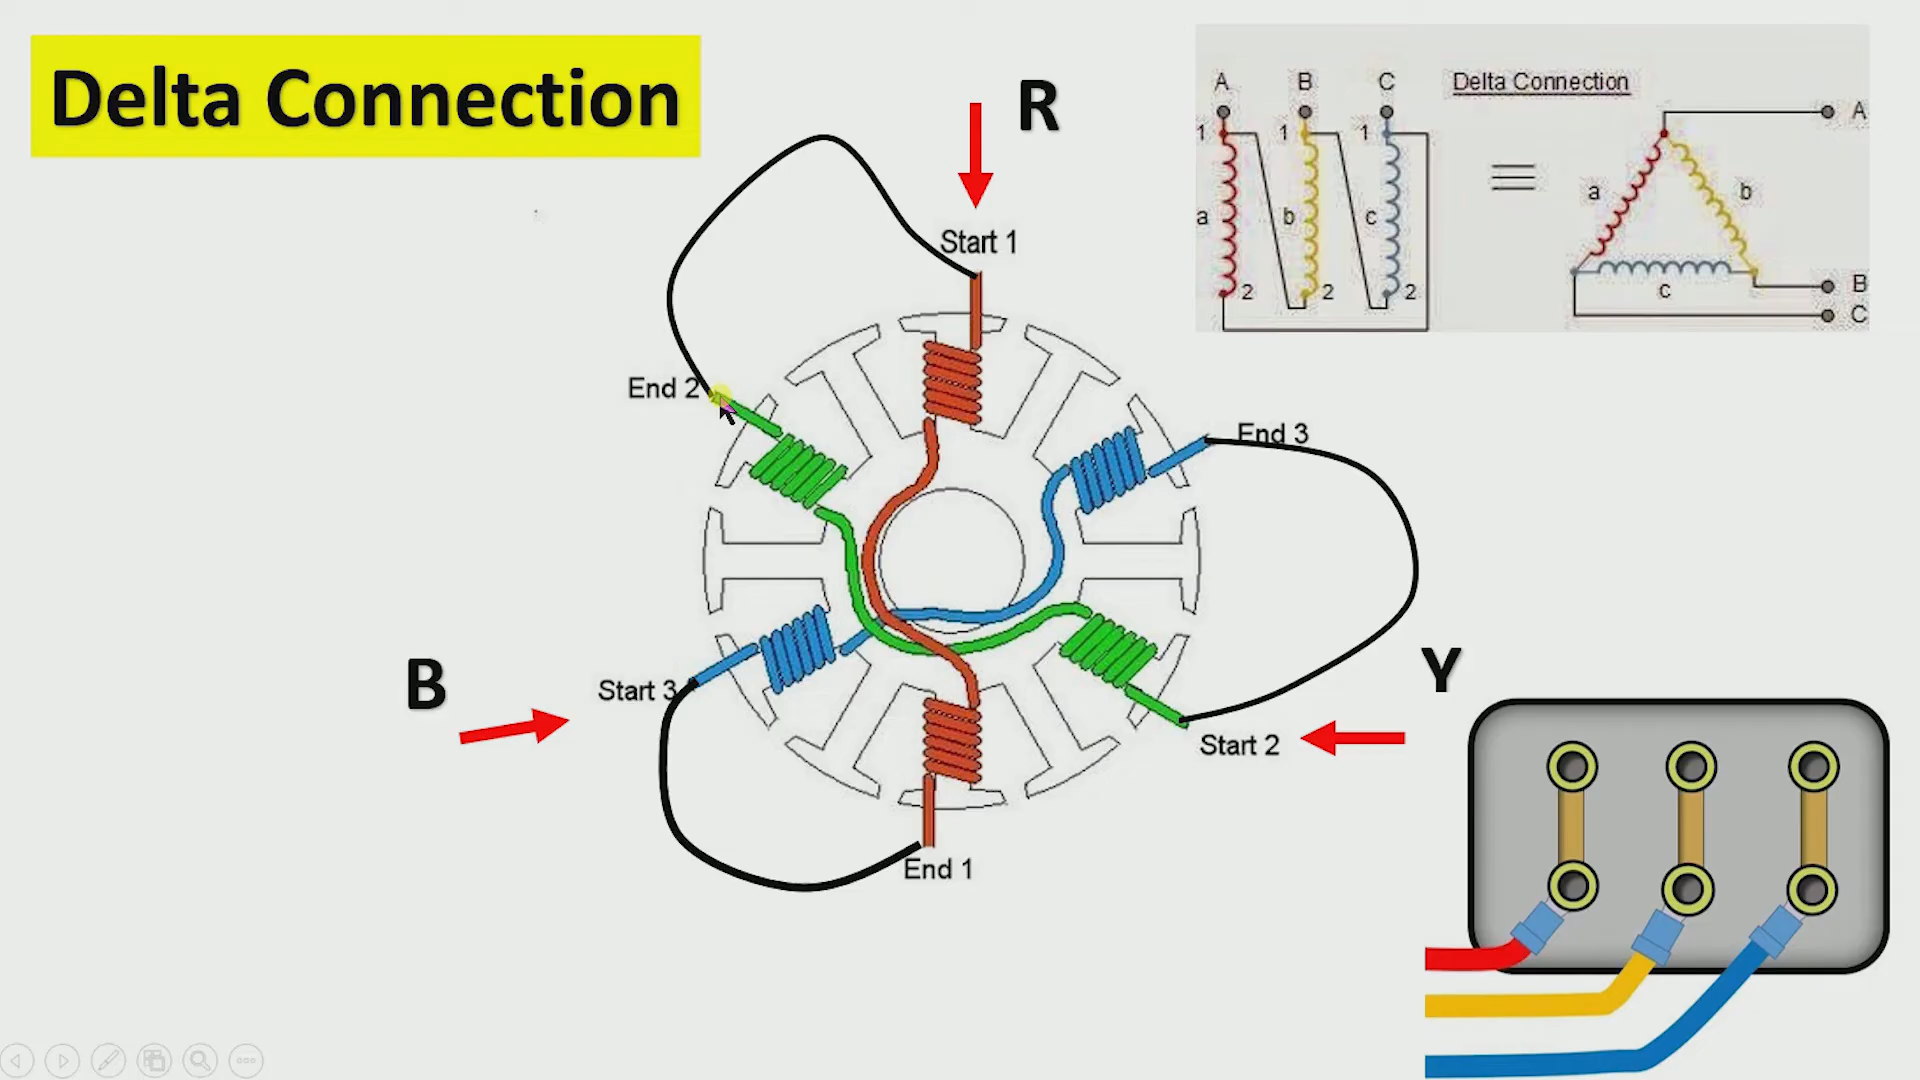 Delta Connection
R
Start 1
End 2
End 3
B
Start 3
Y
Start 2
End 1
A B C Delta Connection
A
1 1 1
a b c
a b
2 2 2
c
B
C